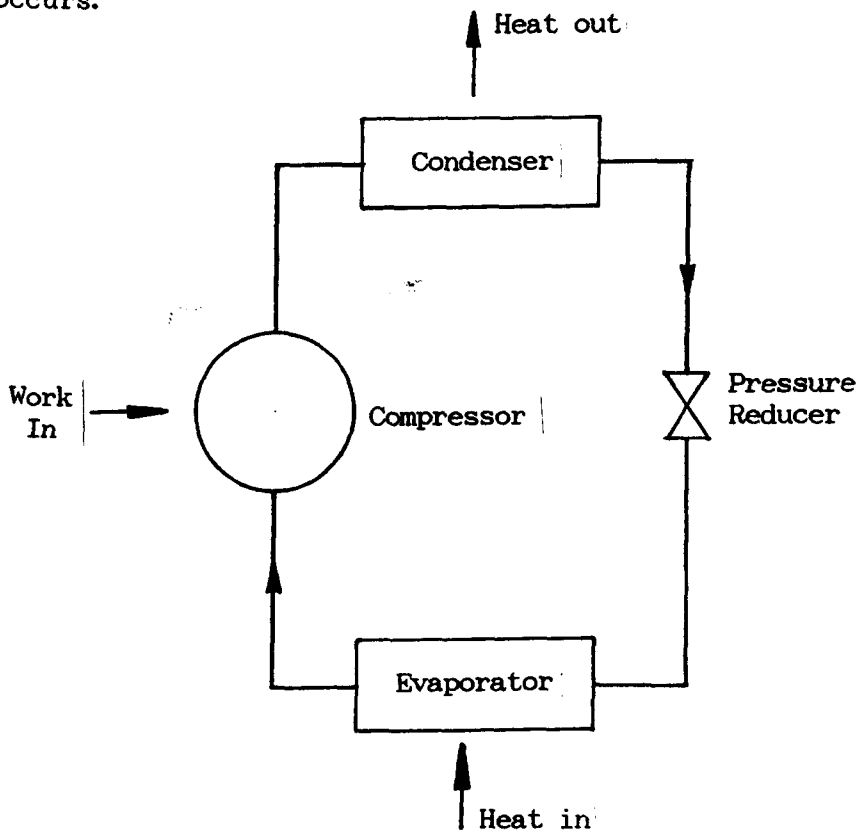 occurs.
Heat out
Condenser
Work
In
Compressor
Pressure
Reducer
Evaporator
Heat in